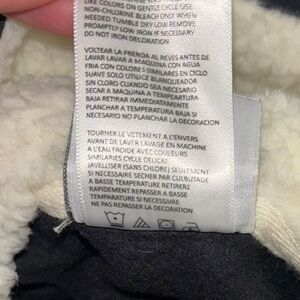 LIKE COLORS ON GENTLE CYCLE USE
NON-CHLORINE BLEACH ONLY WHEN
NEEDED TUMBLE DRY LOW REMOVE
PROMPTLY LOW IRON IF NECESSARY
DO NOT IRON DECORATION
VOLTEAR LA PRENDA AL REVES ANTES DE
LAVAR LAVAR A MAQUINA CON AGUA
FRIA CON COLORES SIMILARES EN CICLO
SUAVE SOLO UTILICE BLANQUEADOR
SIN CLORO CUANDO SEA NECESARIO
SECAR A MAQUINA A TEMPERATURA
BAJA RETIRAR IMMEDIATAMENTE
PLANCHAR A TEMPERATURA BAJA SI
NECESARIO NO PLANCHAR LA DECORACION
TOURNER LE VETEMENT A L'ENVERS
AVANT DE LAVER LAVAGE EN MACHINE
A L'EAU FROIDE AVEC COULEURS
SIMILARIES CYCLE DELICAT
JAVELLISER (SANS CHLORE) SEULEMENT
SI NECESSAIRE SECHER PAR CULBUTAGE
A BASSE TEMPERATURE RETIRER
RAPIDEMENT REPASSER A BASSE
TEMPARATURE SI NECESSAIRE
NE PAS REPASSER LA DECORATION